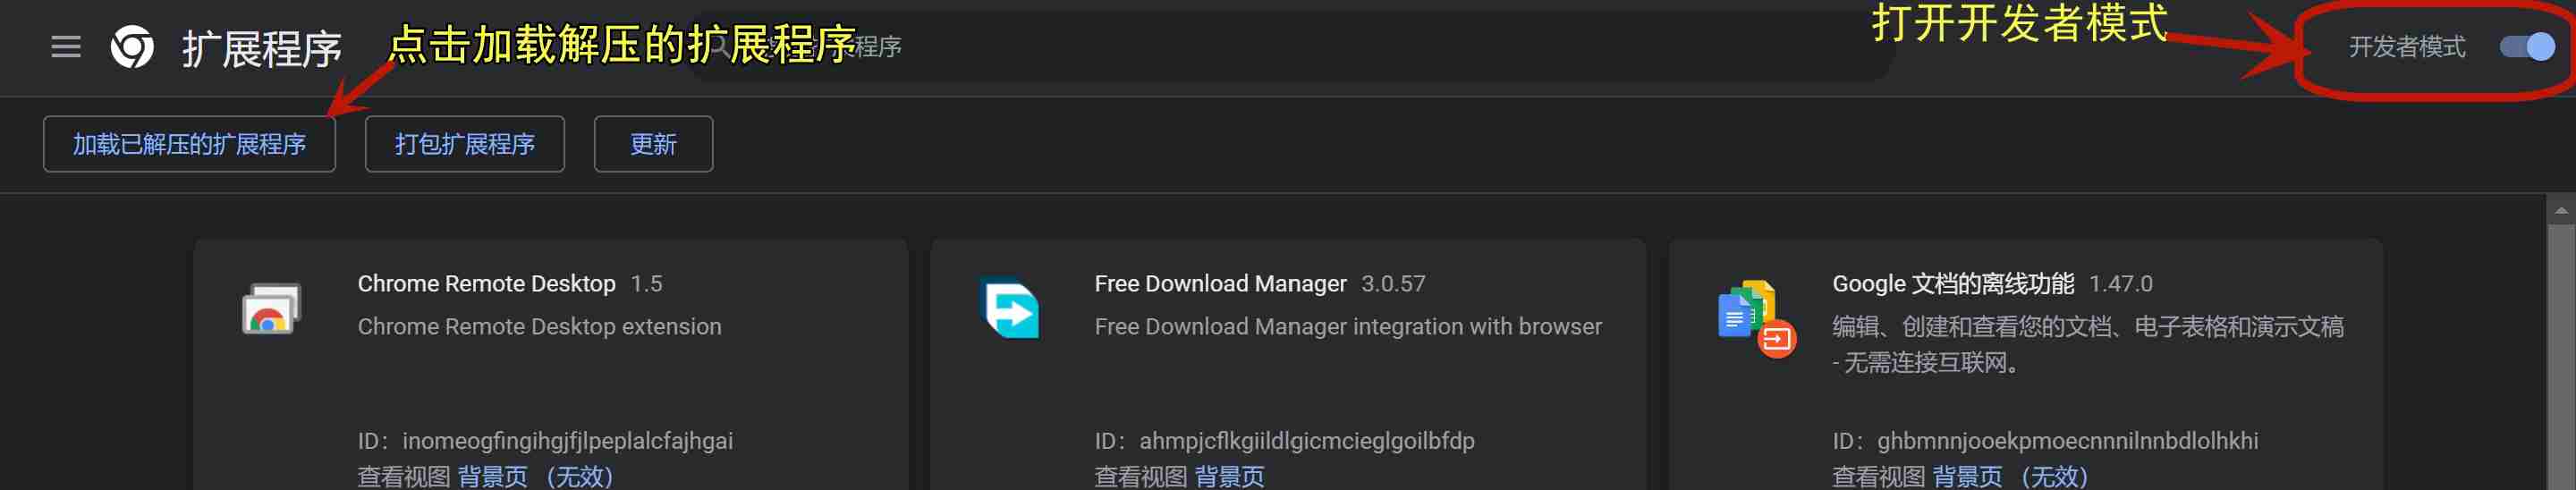 扩展程序
点击加载解压的扩展程序
程序
打开开发者模式
开发者模式
加载已解压的扩展程序
打包扩展程序
更新
Chrome Remote Desktop 1.5
Chrome Remote Desktop extension
ID: inomeogfingihgjfjlpeplalcfajhgai
查看视图 背景页 （无效）
Free Download Manager 3.0.57
Free Download Manager integration with browser
ID: ahmpjcflkgiildlgicmcieglgoilbfdp
查看视图 背景页
Google 文档的离线功能 1.47.0
编辑、创建和查看您的文档、电子表格和演示文稿
- 无需连接互联网。
ID: ghbmnnjooekpmoecnnnilnnbdlolhkhi
查看视图 背景页 （无效）